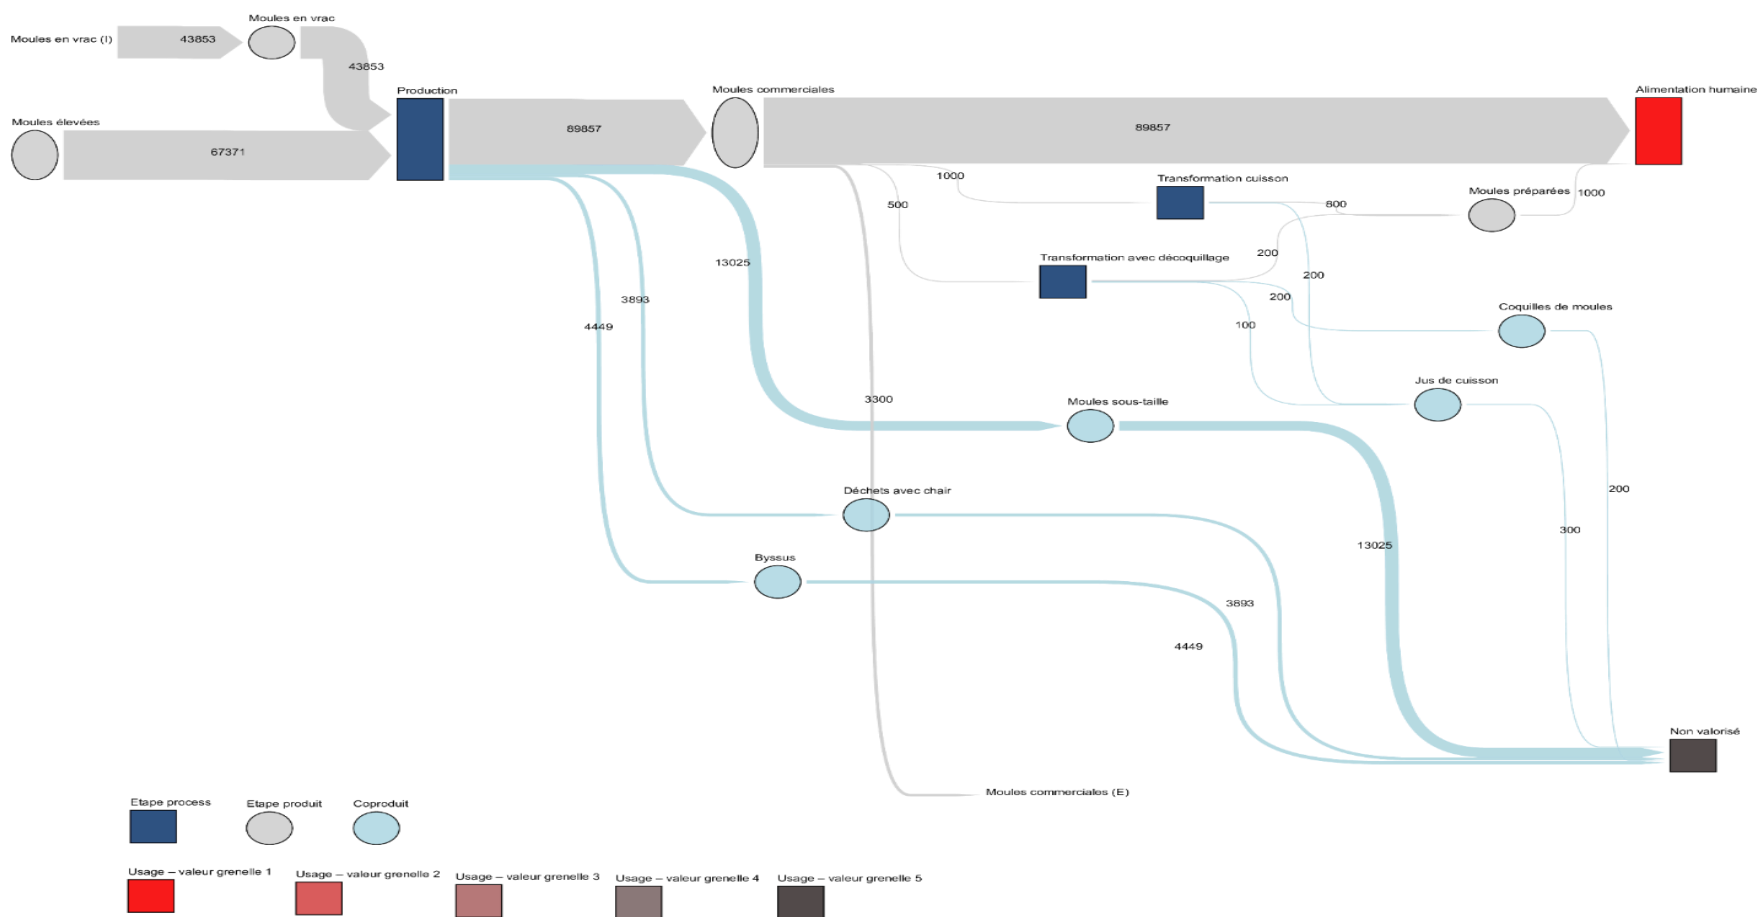 Moules en vrac
Moules en vrac (I)
43853
43853
Production
Moules commerciales
Alimentation humaine
Moules élevées
67371
89857
89857
1000
Transformation cuisson
Moules préparées
1000
500
800
Transformation avec décoquillage
200
13025
200
200
3893
4449
100
Coquilles de moules
Jus de cuisson
3300
Moules sous-taille
Déchets avec chair
200
300
13025
Byssus
3893
4449
Non valorisé
Moules commerciales (E)
Etape process
Etape produit
Coproduit
Usage – valeur grenelle 1
Usage – valeur grenelle 2
Usage – valeur grenelle 3
Usage – valeur grenelle 4
Usage – valeur grenelle 5